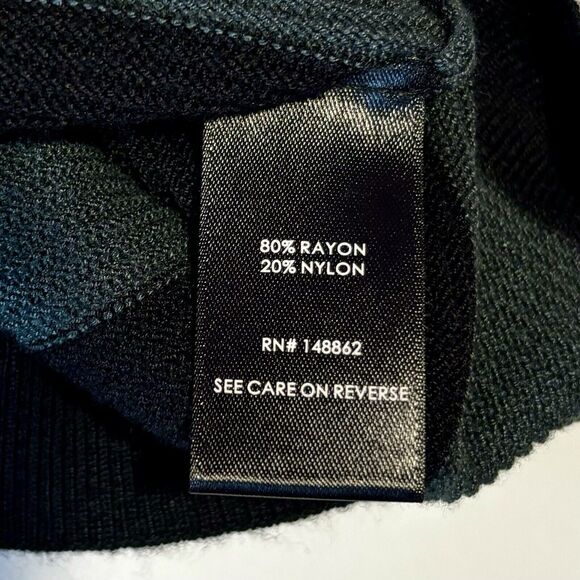 80% RAYON
20% NYLON
RN# 148862
SEE CARE ON REVERSE